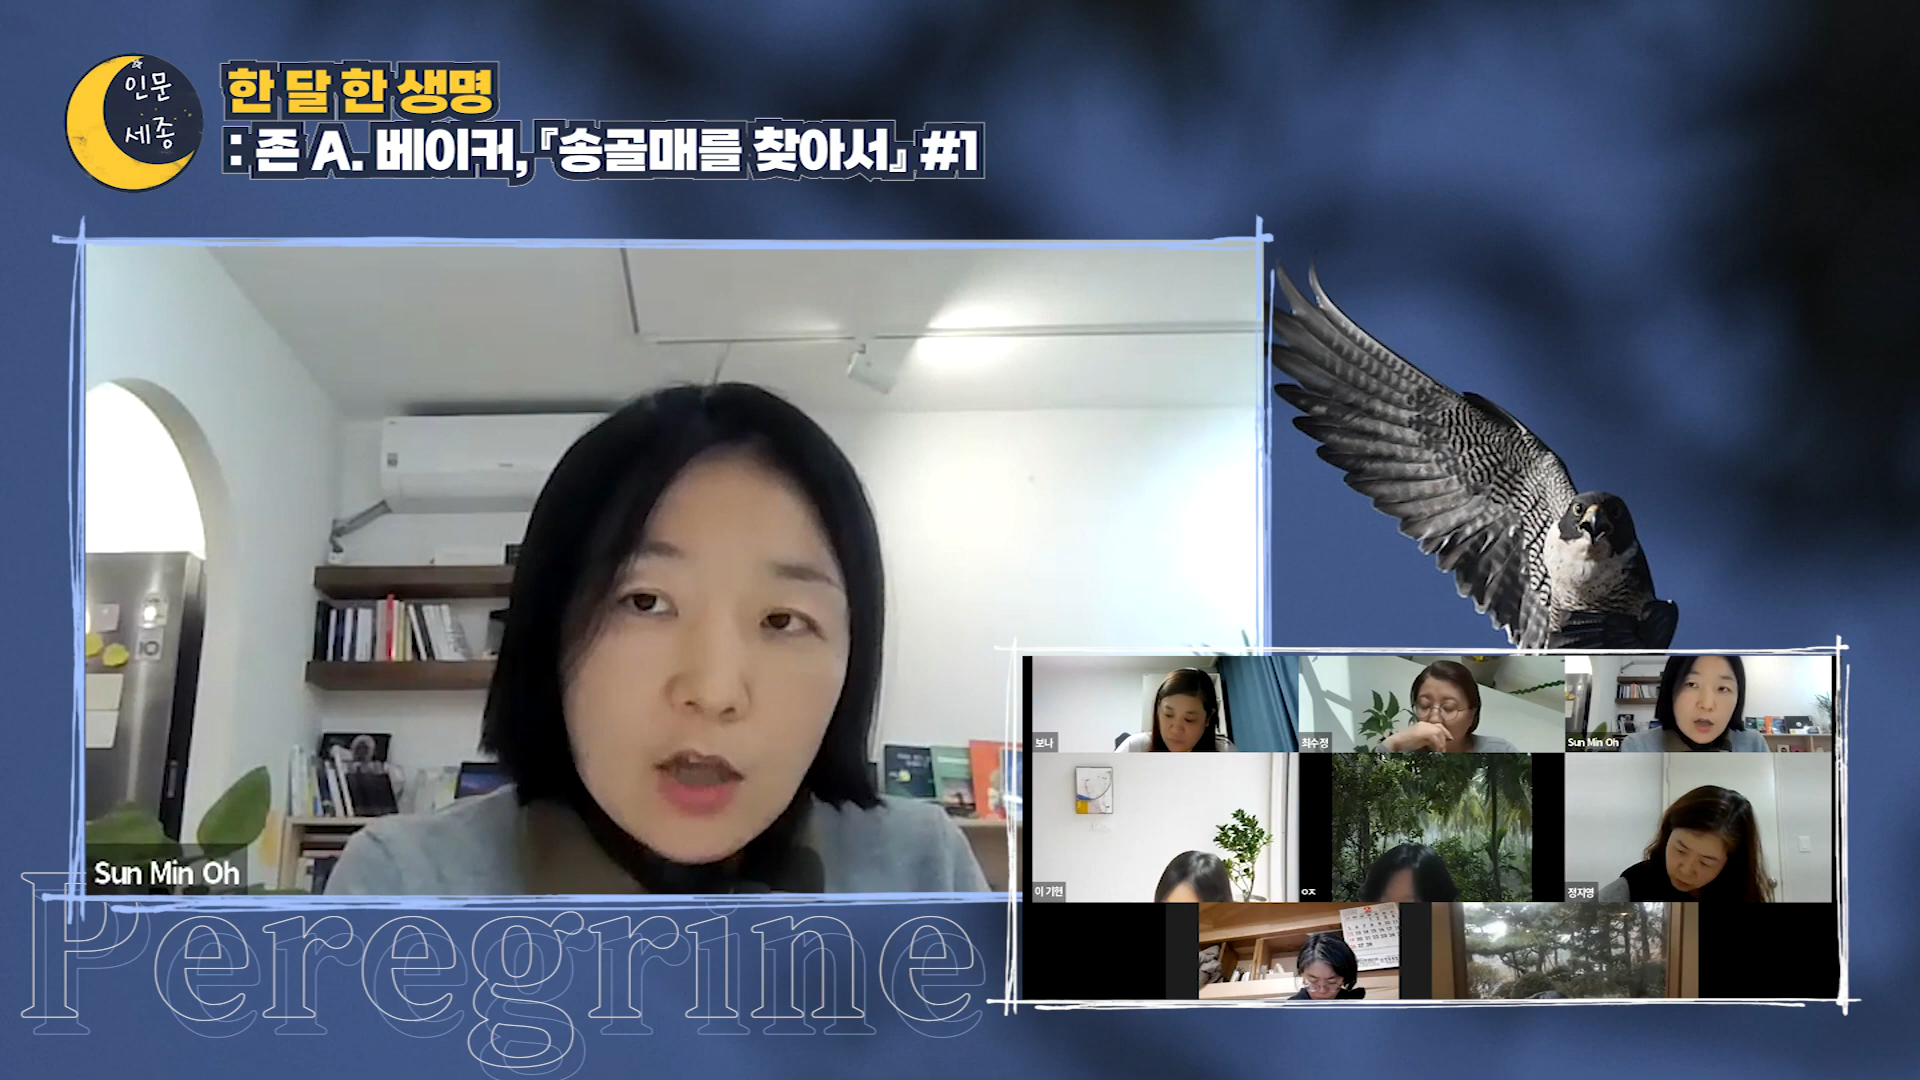 인문
세종
한 달 한 생명
: 존 A. 베이커, 『송골매를 찾아서』 #1
10
Sun Min Oh
보나
최수정
Sun Min Oh
이 기현
ㅇㅈ
정지영
Peregrine